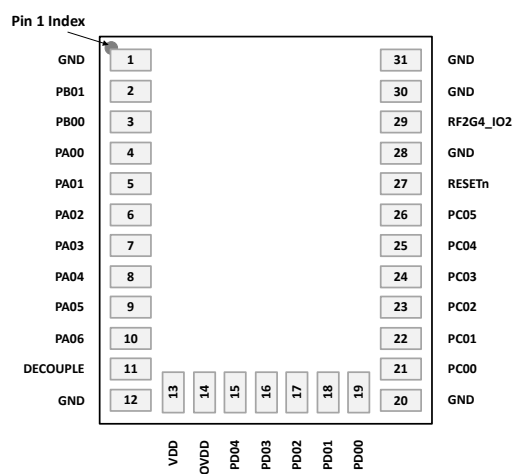 Pin 1 Index
GND 1 31 GND
PB01 2 30 GND
PB00 3 29 RF2G4_IO2
PA00 4 28 GND
PA01 5 27 RESETn
PA02 6 26 PC05
PA03 7 25 PC04
PA04 8 24 PC03
PA05 9 23 PC02
PA06 10 22 PC01
DECOUPLE 11 21 PC00
GND 12 13 14 15 16 17 18 19 20 GND
VDD OVDD PD04 PD03 PD02 PD01 PD00